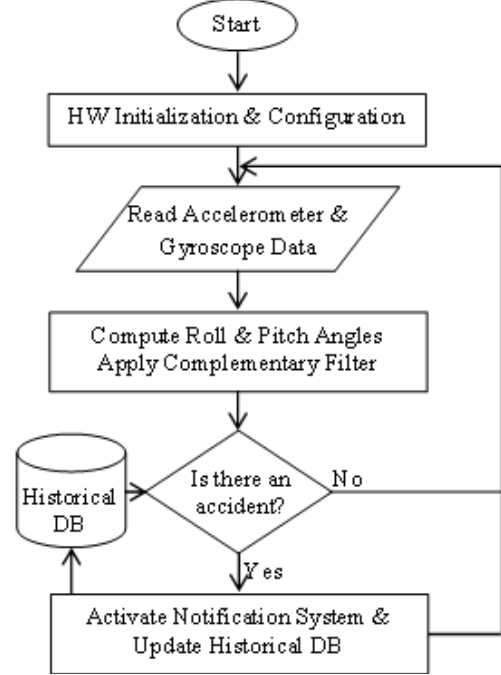 Start
HW Initialization & Configuration
Read Accelerometer &
Gyroscope Data
Compute Roll & Pitch Angles
Apply Complementary Filter
Is there an
accident?
No
Historical
DB
Yes
Activate Notification System &
Update Historical DB